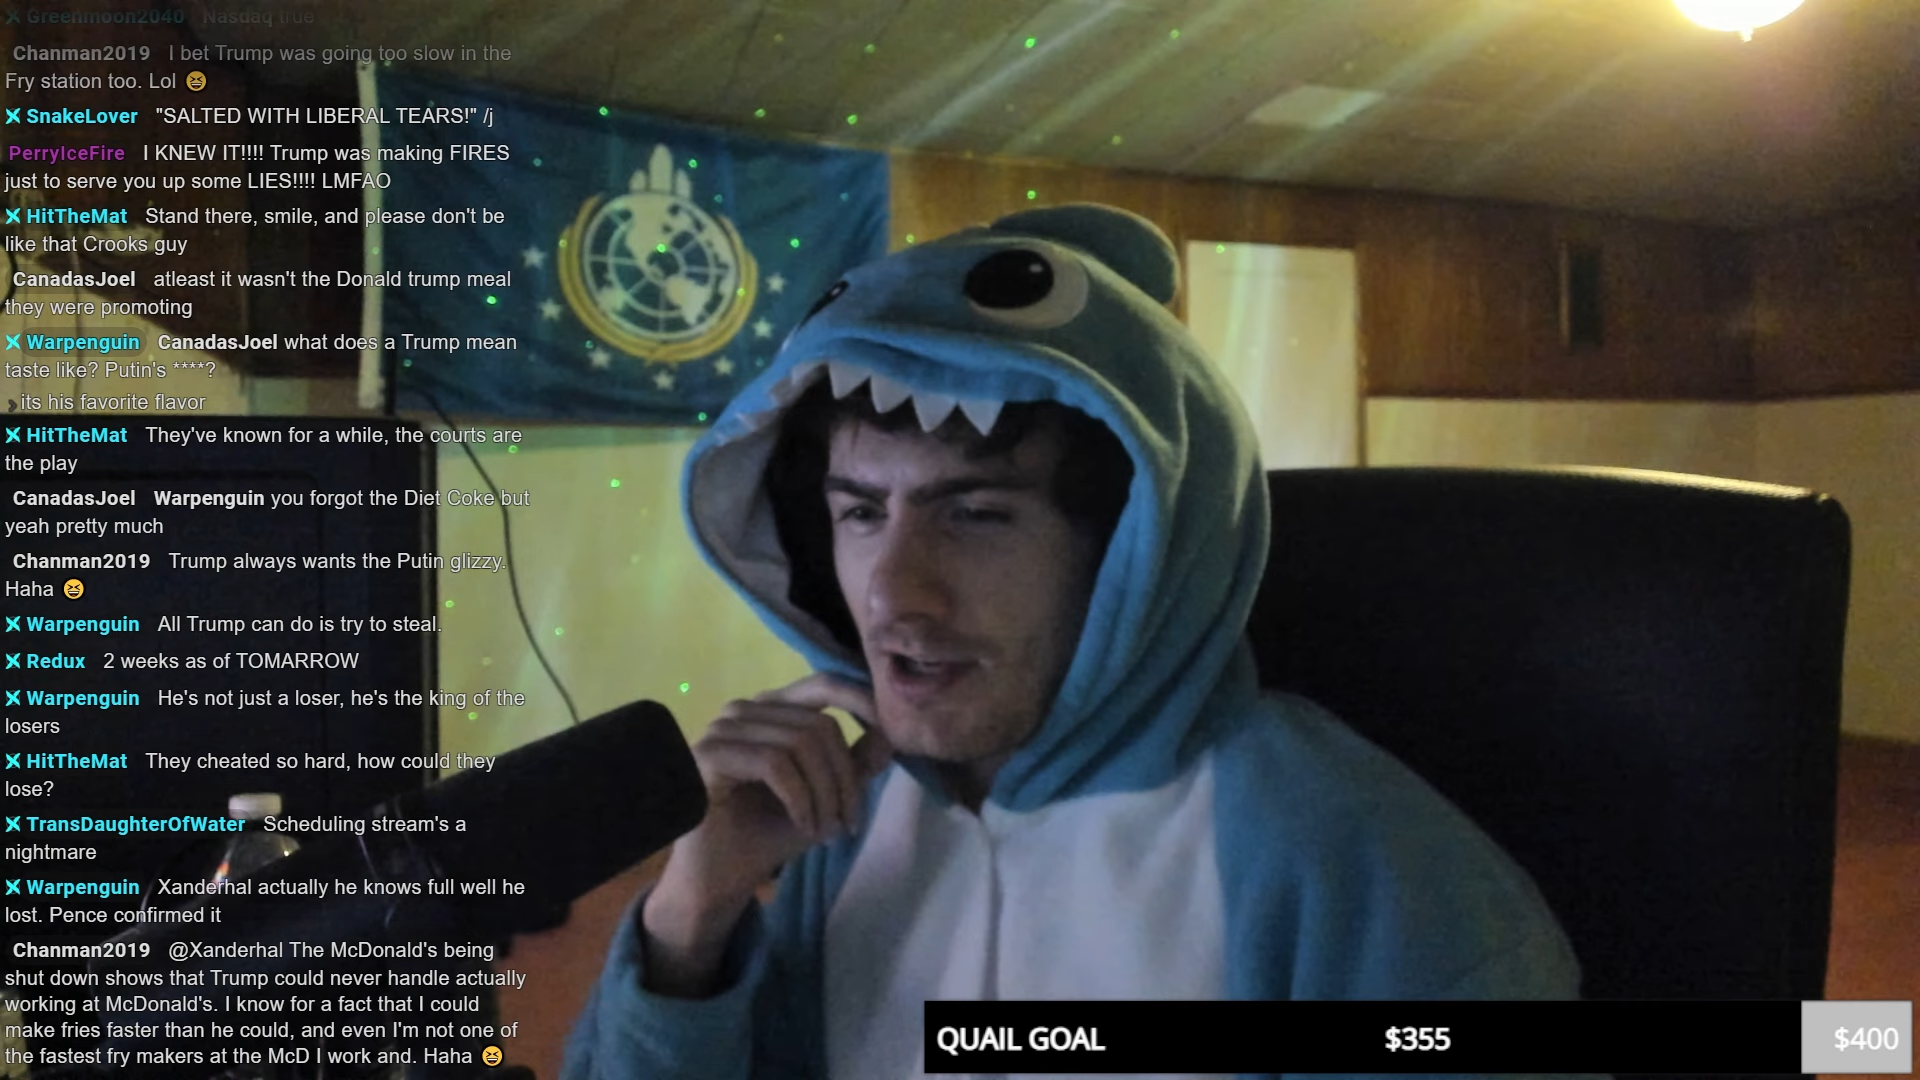 Greenmoon2040 Nasdaq true
Chanman2019 I bet Trump was going too slow in the
Fry station too. Lol 😆
SnakeLover "SALTED WITH LIBERAL TEARS!" /j
PerryIceFire I KNEW IT!!!! Trump was making FIRES
just to serve you up some LIES!!!! LMFAO
HitTheMat Stand there, smile, and please don't be
like that Crooks guy
CanadasJoel atleast it wasn't the Donald trump meal
they were promoting
Warpenguin CanadasJoel what does a Trump mean
taste like? Putin's ****?
its his favorite flavor
HitTheMat They've known for a while, the courts are
the play
CanadasJoel Warpenguin you forgot the Diet Coke but
yeah pretty much
Chanman2019 Trump always wants the Putin glizzy.
Haha 😆
Warpenguin All Trump can do is try to steal.
Redux 2 weeks as of TOMARROW
Warpenguin He's not just a loser, he's the king of the
losers
HitTheMat They cheated so hard, how could they
lose?
TransDaughterOfWater Scheduling stream's a
nightmare
Warpenguin Xanderhal actually he knows full well he
lost. Pence confirmed it
Chanman2019 @Xanderhal The McDonald's being
shut down shows that Trump could never handle actually
working at McDonald's. I know for a fact that I could
make fries faster than he could, and even I'm not one of
the fastest fry makers at the McD I work and. Haha 😆
QUAIL GOAL $355 $400